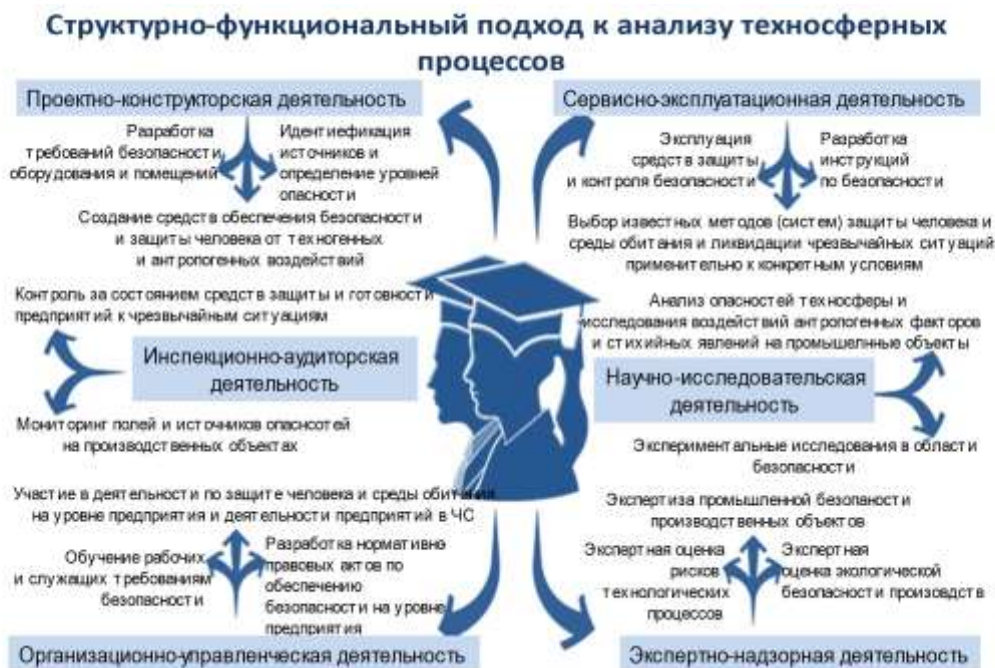 Структурно-функциональный подход к анализу техносферных
процессов
Проектно-конструкторская деятельность
Разработка
требований безопасности
оборудования и помещений
Идентиефикация
источников и
определение уровней
опасности
Создание средств обеспечения безопасности
и защиты человека от техногенных
и антропогенных воздействий
Сервисно-эксплуатационная деятельность
Эксплуация
средств защиты
и контроля безопасности
Разработка
инструкций
по безопасности
Выбор известных методов (систем) защиты человека и
среды обитания и ликвидации чрезвычайных ситуаций
применительно к конкретным условиям
Контроль за состоянием средств защиты и готовности
предприятий к чрезвычайным ситуациям
Инспекционно-аудиторская
деятельность
Мониторинг полей и источников опаснсотей
на производственных объектах
Анализ опасностей техносферы и
исследования воздействий антропогенных факторов
и стихийных явлений на промышелнные объекты
Научно-исследовательская
деятельность
Экспериментальные исследования в области
безопасности
Участие в деятельности по защите человека и среды обитания
на уровне предприятия и деятельности предприятий в ЧС
Обучение рабочих
и служащих требованиям
безопасности
Разработка нормативно
правовых актов по
обеспечению
безопасности на уровне
предприятия
Организационно-управленческая деятельность
Экспертиза промышленной безопаности
производственных объектов
Экспертная оценка
рисков
технологических
процессов
Экспертная
оценка экологической
безопасности произовдств
Экспертно-надзорная деятельность